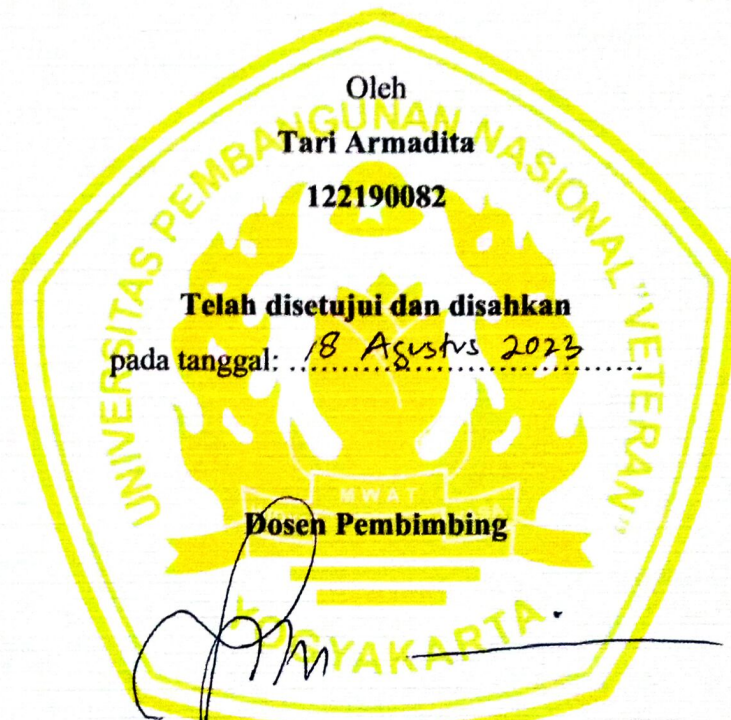 Oleh
Tari Armadita
122190082
UNIVERSITAS PEMBANGUNAN NASIONAL "VETERAN"
Telah disetujui dan disahkan
pada tanggal: 18 Agustus 2023
MWAT
Dosen Pembimbing
YOGYAKARTA